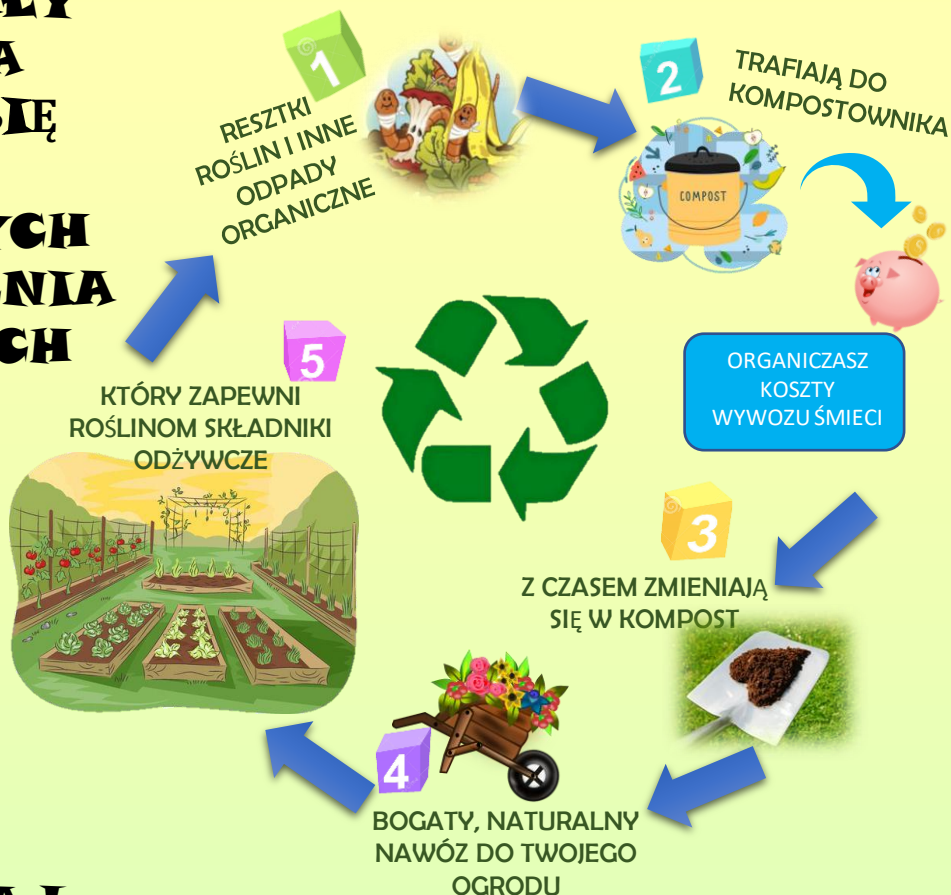 A
1
RESZTKI
ROŚLIN I INNE
ODPADY
ORGANICZNE
2
TRAFIAJĄ DO
KOMPOSTOWNIKA
COMPOST
ORGANICZASZ
KOSZTY
WYWOZU ŚMIECI
3
Z CZASEM ZMIENIAJĄ
SIĘ W KOMPOST
4
BOGATY, NATURALNY
NAWÓZ DO TWOJEGO
OGRODU
5
KTÓRY ZAPEWNI
ROŚLINOM SKŁADNIKI
ODŻYWCZE